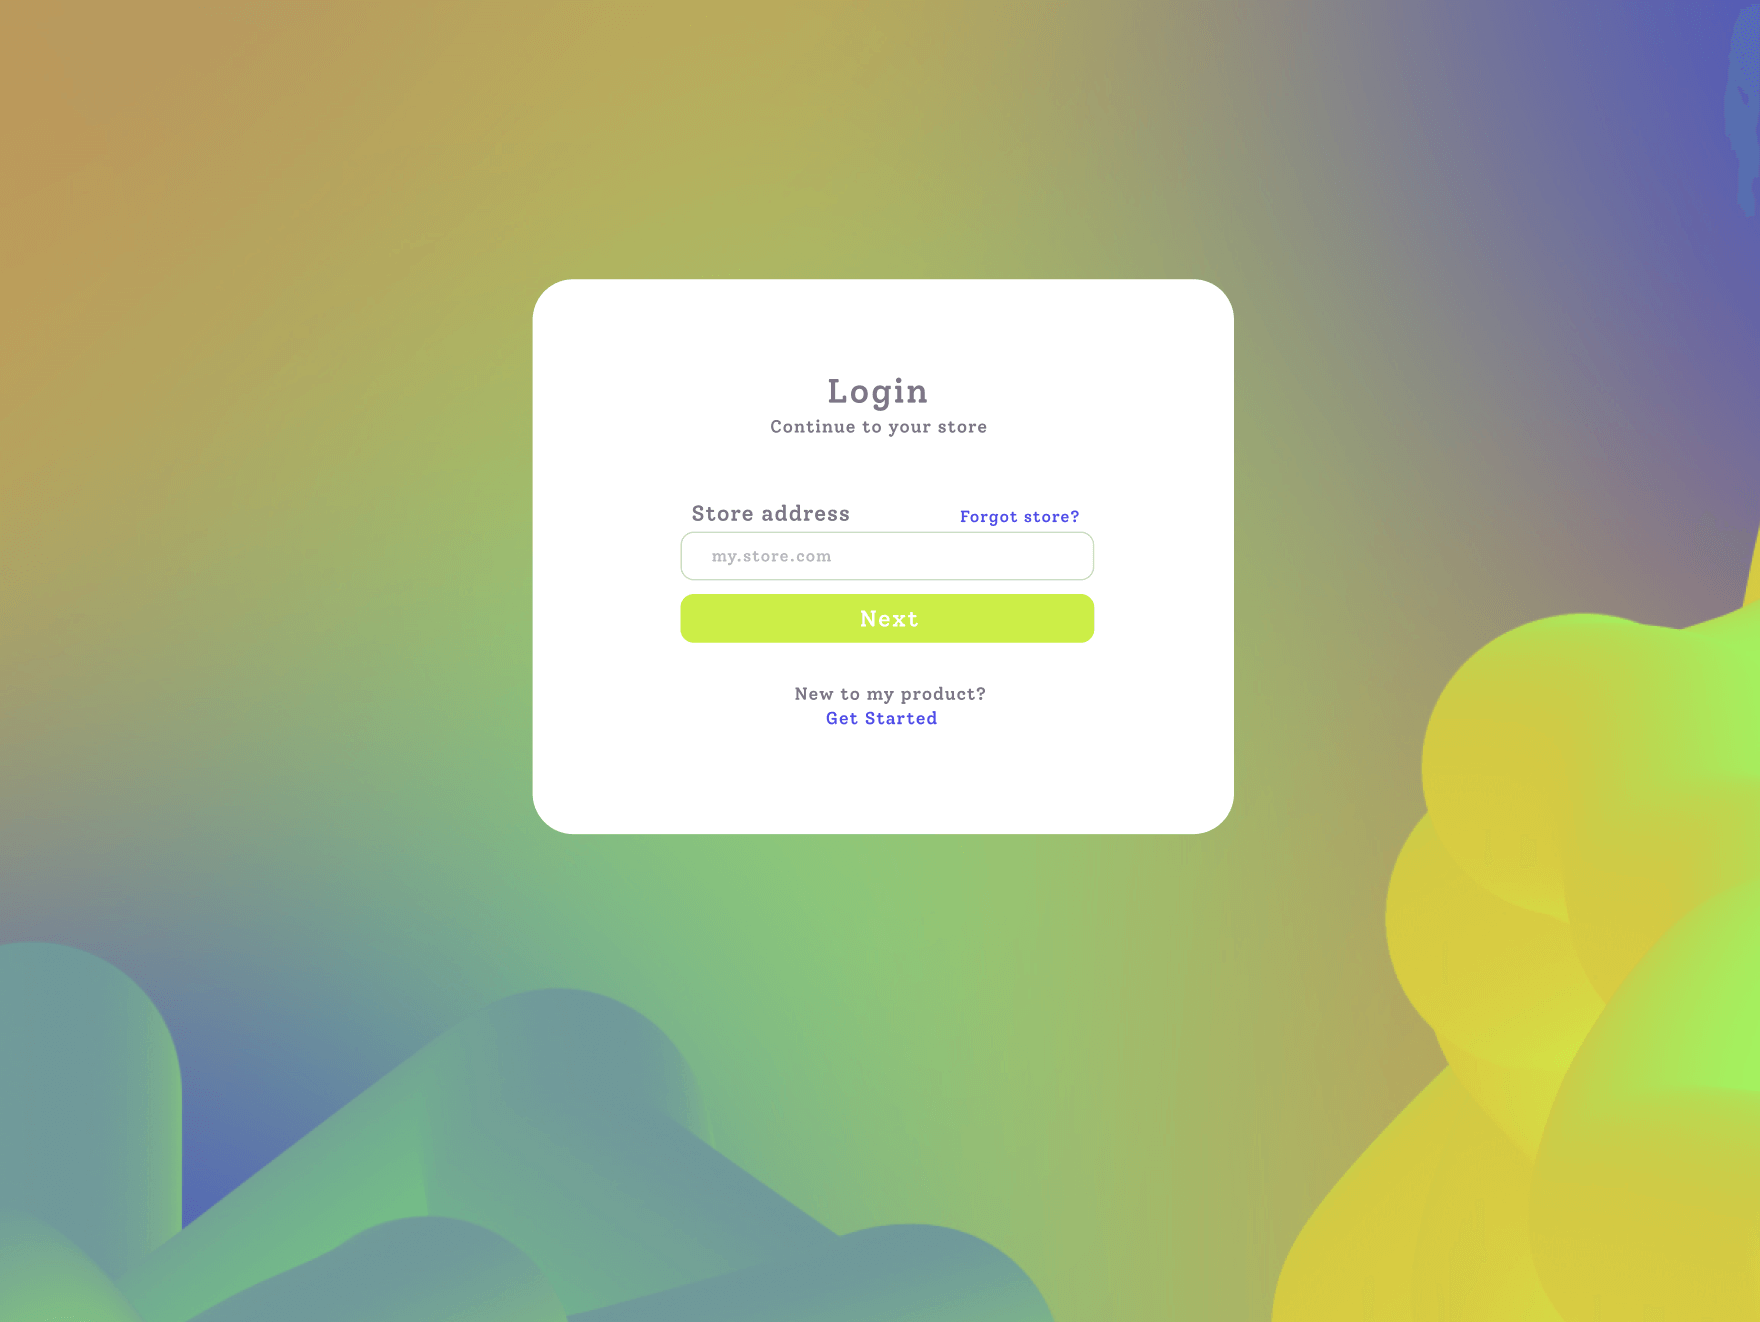 Login
Continue to your store
Store address
Forgot store?
my.store.com
Next
New to my product?
Get Started